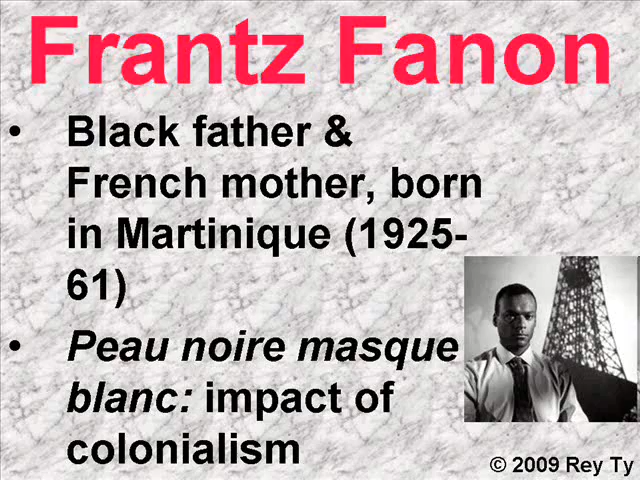 Frantz Fanon
• Black father &
French mother, born
in Martinique (1925-
61)
• Peau noire masque
blanc: impact of
colonialism
© 2009 Rey Ty